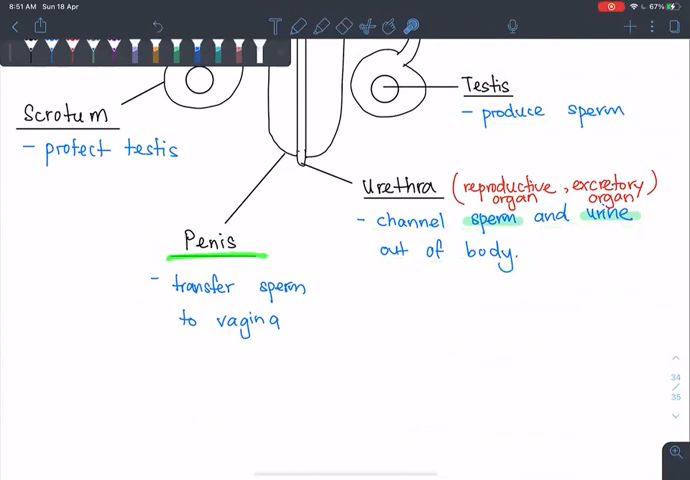 8:51 AM Sun 18 Apr
67%
Testis
- produce sperm
Scrotum
- protect testis
Urethra (reproductive organ, excretory organ)
- channel sperm and urine
out of body.
Penis
- transfer sperm
to vagina
34
/
35